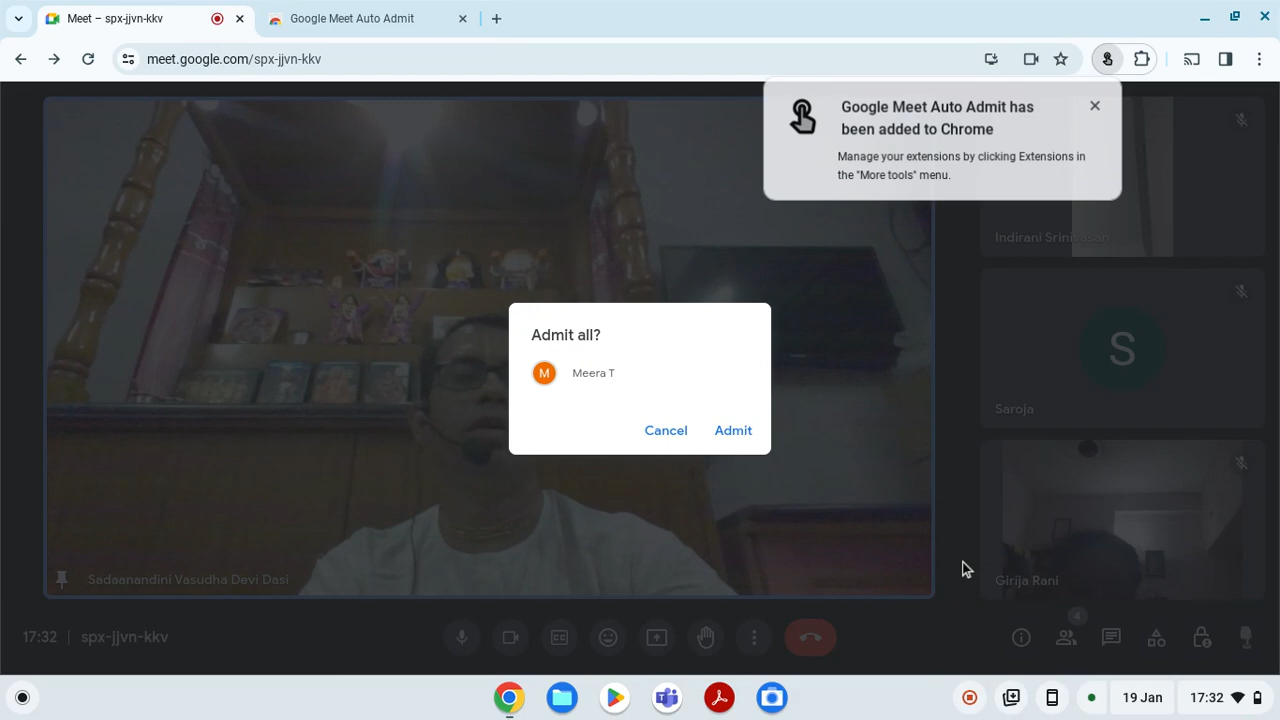 Meet – spx-jjvn-kkv
Google Meet Auto Admit
meet.google.com/spx-jjvn-kkv
Google Meet Auto Admit has
been added to Chrome
Manage your extensions by clicking Extensions in
the "More tools" menu.
Indirani Srinivasan
Admit all?
M
Meera T
Cancel
Admit
S
Saroja
Sadaanandini Vasudha Devi Dasi
Girija Rani
17:32
spx-jjvn-kkv
4
19 Jan
17:32